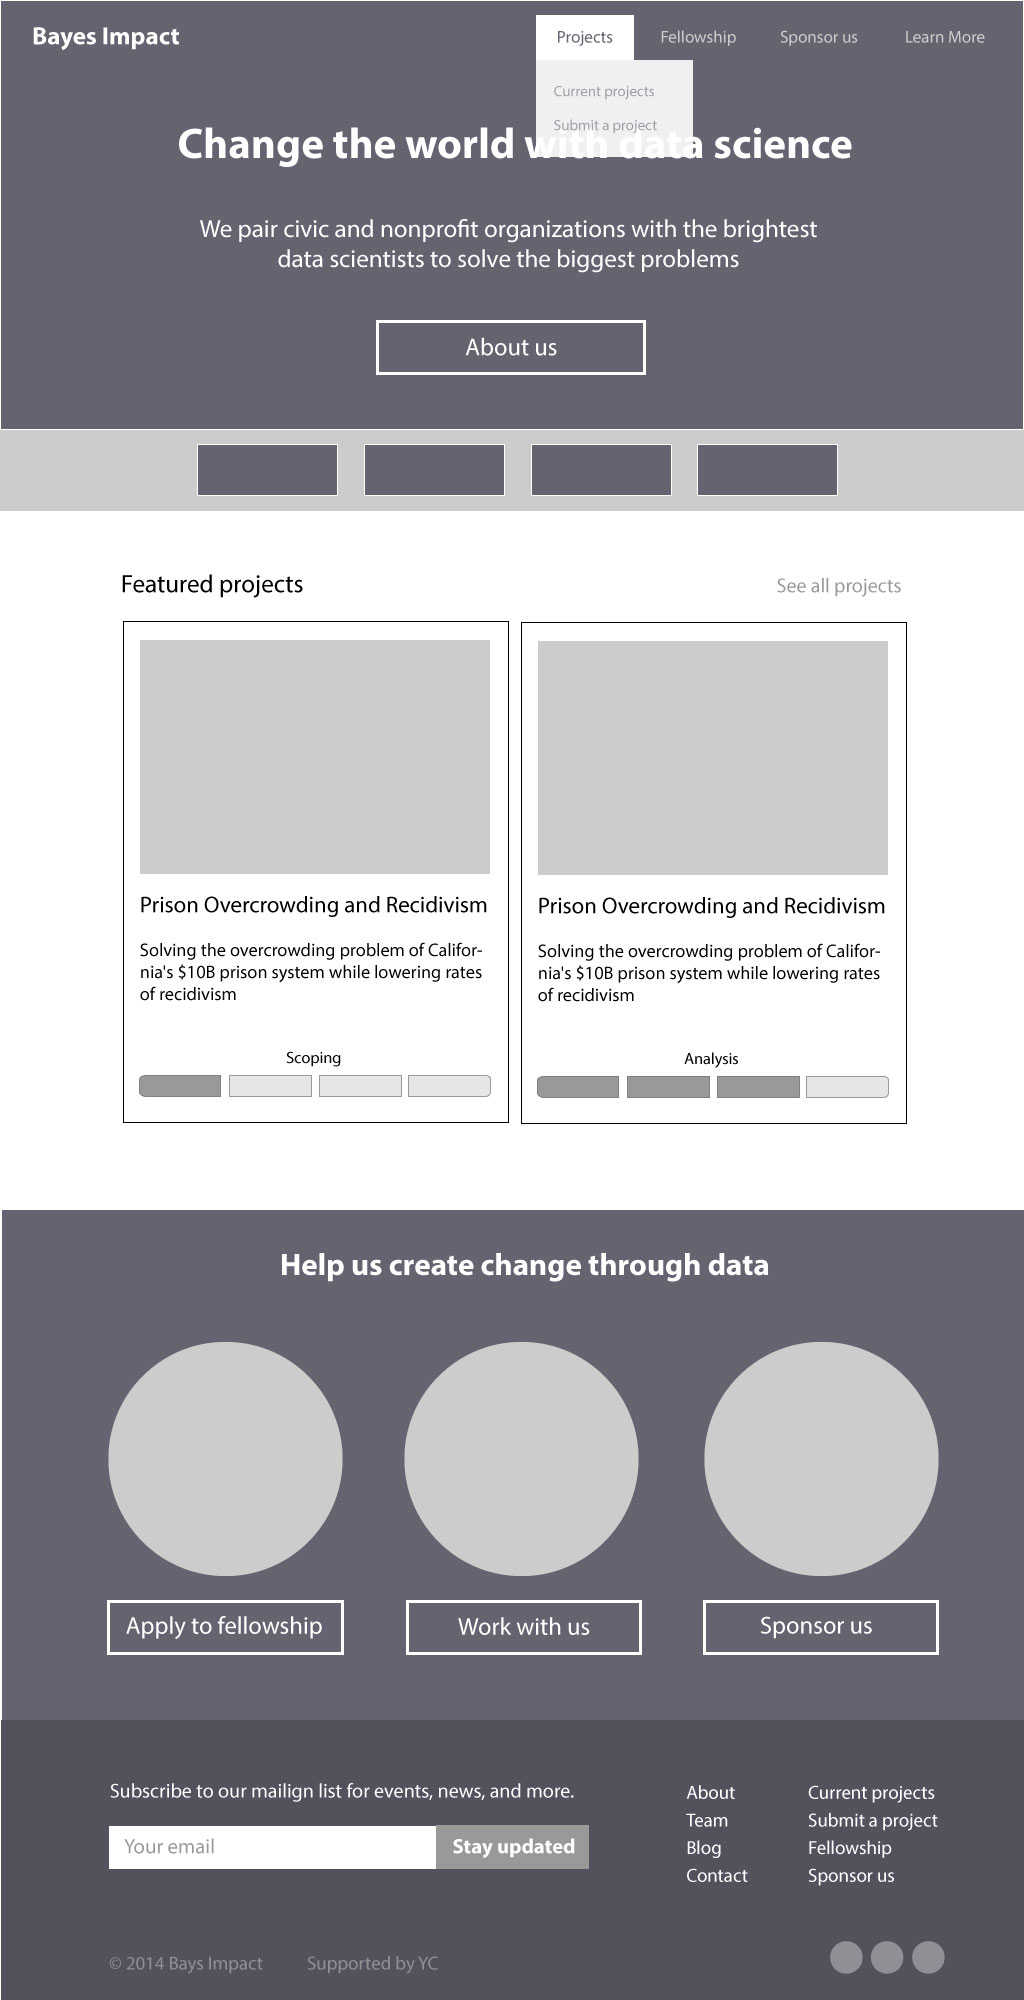 Bayes Impact
Projects
Fellowship
Sponsor us
Learn More
Current projects
Submit a project
Change the world with data science
We pair civic and nonprofit organizations with the brightest
data scientists to solve the biggest problems
About us
Featured projects
See all projects
Prison Overcrowding and Recidivism
Solving the overcrowding problem of Califor-
nia's $10B prison system while lowering rates
of recidivism
Scoping
Prison Overcrowding and Recidivism
Solving the overcrowding problem of Califor-
nia's $10B prison system while lowering rates
of recidivism
Analysis
Help us create change through data
Apply to fellowship
Work with us
Sponsor us
Subscribe to our mailign list for events, news, and more.
Your email
Stay updated
About
Team
Blog
Contact
Current projects
Submit a project
Fellowship
Sponsor us
© 2014 Bays Impact
Supported by YC